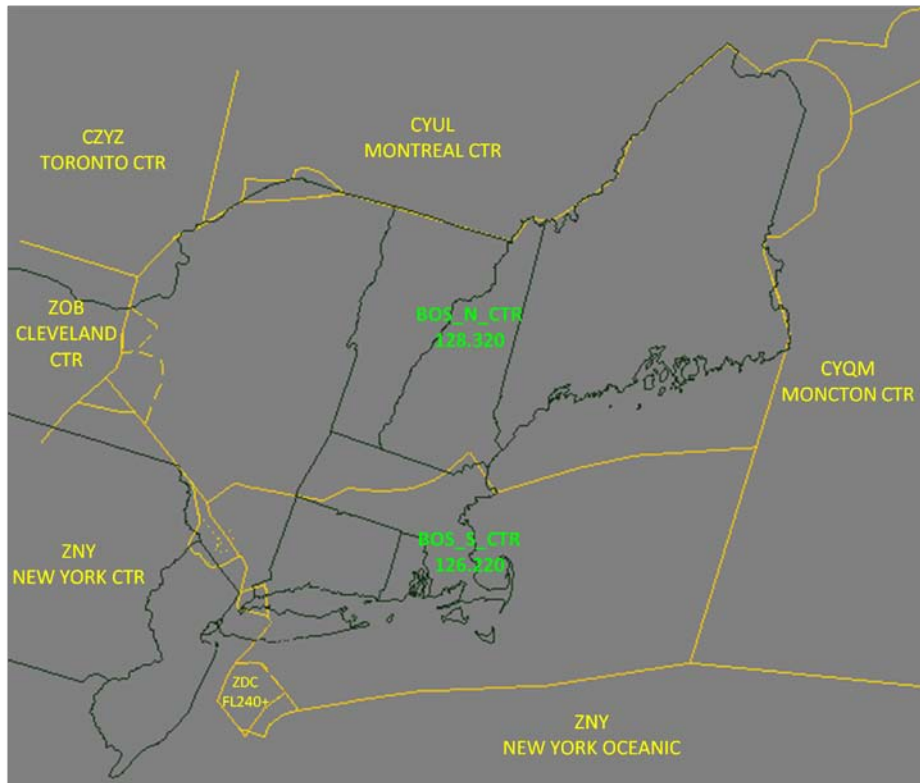 CZYZ
TORONTO CTR
CYUL
MONTREAL CTR
ZOB
CLEVELAND
CTR
BOS_N_CTR
128.320
CYQM
MONCTON CTR
ZNY
NEW YORK CTR
BOS_S_CTR
126.220
ZDC
FL240+
ZNY
NEW YORK OCEANIC